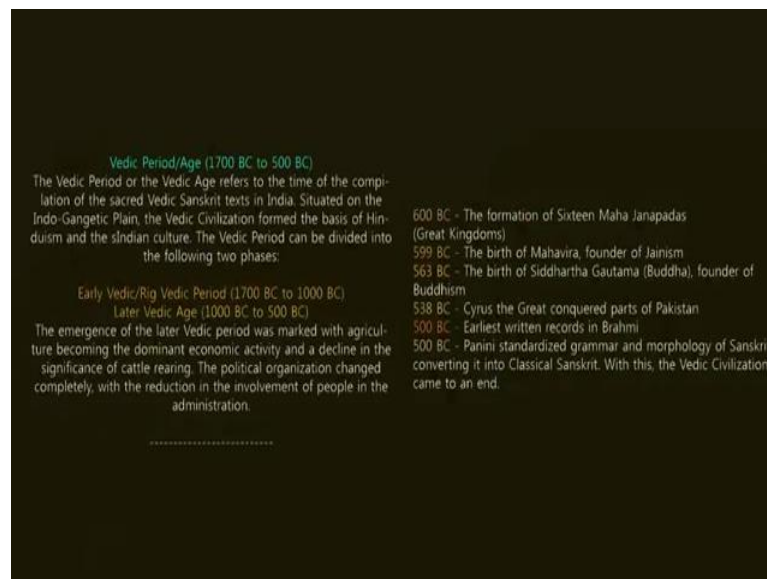 Vedic Period/Age (1700 BC to 500 BC)
The Vedic Period or the Vedic Age refers to the time of the compi-
lation of the sacred Vedic Sanskrit texts in India. Situated on the
Indo-Gangetic Plain, the Vedic Civilization formed the basis of Hin-
duism and the sIndian culture. The Vedic Period can be divided into
the following two phases:
Early Vedic/Rig Vedic Period (1700 BC to 1000 BC)
Later Vedic Age (1000 BC to 500 BC)
The emergence of the later Vedic period was marked with agricul-
ture becoming the dominant economic activity and a decline in the
significance of cattle rearing. The political organization changed
completely, with the reduction in the involvement of people in the
administration.
--------------------------
600 BC - The formation of Sixteen Maha Janapadas
(Great Kingdoms)
599 BC - The birth of Mahavira, founder of Jainism
563 BC - The birth of Siddhartha Gautama (Buddha), founder of
Buddhism
538 BC - Cyrus the Great conquered parts of Pakistan
500 BC - Earliest written records in Brahmi
500 BC - Panini standardized grammar and morphology of Sanskri
converting it into Classical Sanskrit. With this, the Vedic Civilization
came to an end.